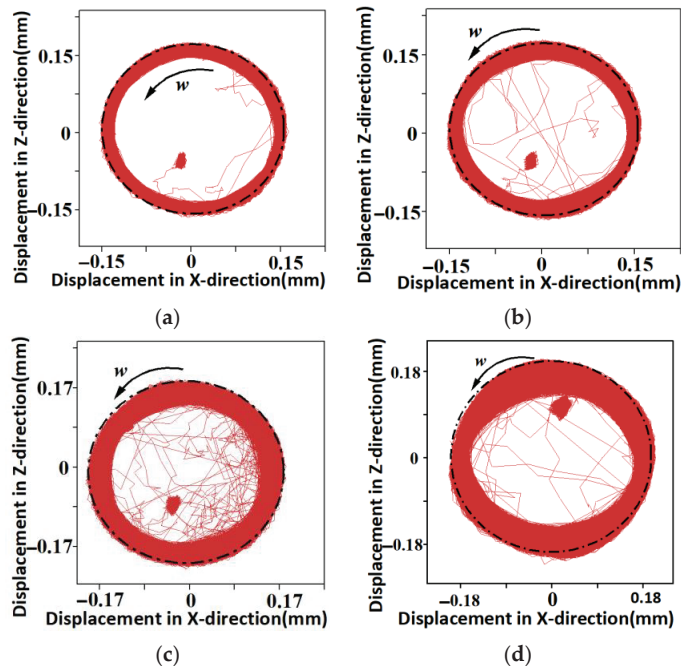 Displacement in Z-direction(mm)
0.15
0
−0.15
w
−0.15
0
0.15
Displacement in X-direction(mm)
(a)
Displacement in Z-direction(mm)
0.15
0
−0.15
w
−0.15
0
0.15
Displacement in X-direction(mm)
(b)
Displacement in Z-direction(mm)
0.17
0
−0.17
w
−0.17
0
0.17
Displacement in X-direction(mm)
(c)
Displacement in Z-direction(mm)
0.18
0
−0.18
w
−0.18
0
0.18
Displacement in X-direction(mm)
(d)